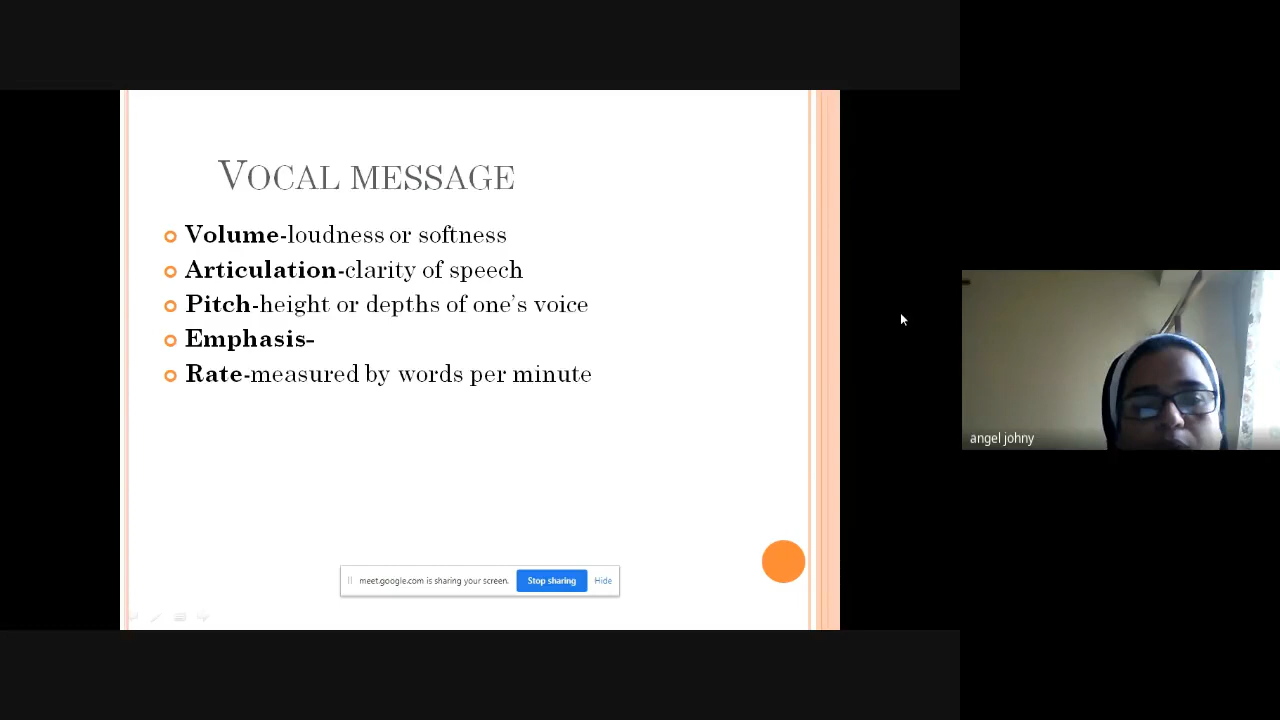 VOCAL MESSAGE
Volume-loudness or softness
Articulation-clarity of speech
Pitch-height or depths of one's voice
Emphasis-
Rate-measured by words per minute
meet.google.com is sharing your screen. Stop sharing Hide
angel johny